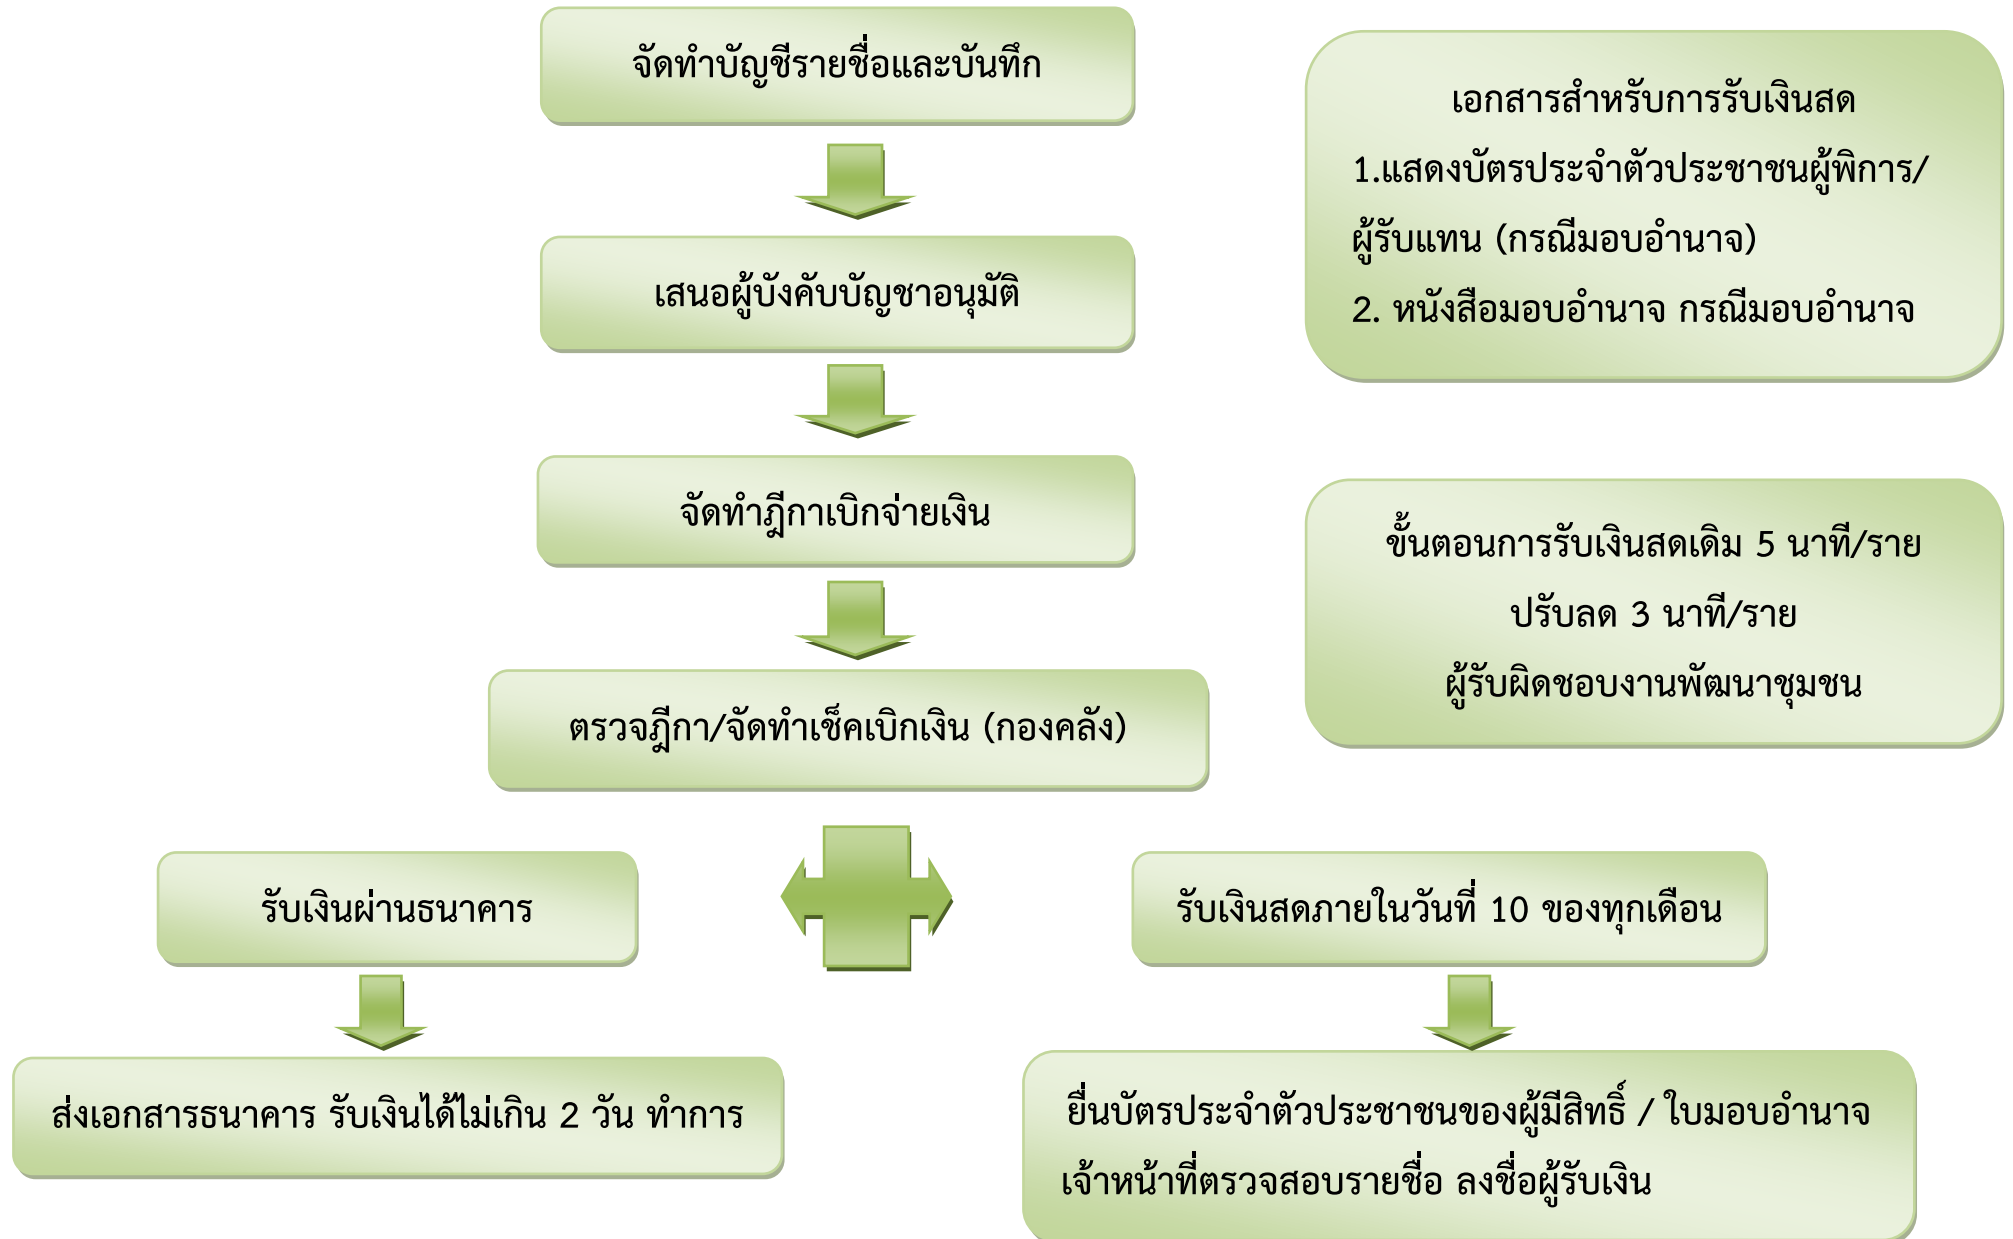 จัดทำบัญชีรายชื่อและบันทึก
เสนอผู้บังคับบัญชาอนุมัติ
จัดทำฎีกาเบิกจ่ายเงิน
ตรวจฎีกา/จัดทำเช็คเบิกเงิน (กองคลัง)
เอกสารสำหรับการรับเงินสด
1.แสดงบัตรประจำตัวประชาชนผู้พิการ/
ผู้รับแทน (กรณีมอบอำนาจ)
2. หนังสือมอบอำนาจ กรณีมอบอำนาจ
ขั้นตอนการรับเงินสดเดิม 5 นาที/ราย
ปรับลด 3 นาที/ราย
ผู้รับผิดชอบงานพัฒนาชุมชน
รับเงินผ่านธนาคาร
รับเงินสดภายในวันที่ 10 ของทุกเดือน
ส่งเอกสารธนาคาร รับเงินได้ไม่เกิน 2 วัน ทำการ
ยื่นบัตรประจำตัวประชาชนของผู้มีสิทธิ์ / ใบมอบอำนาจ
เจ้าหน้าที่ตรวจสอบรายชื่อ ลงชื่อผู้รับเงิน